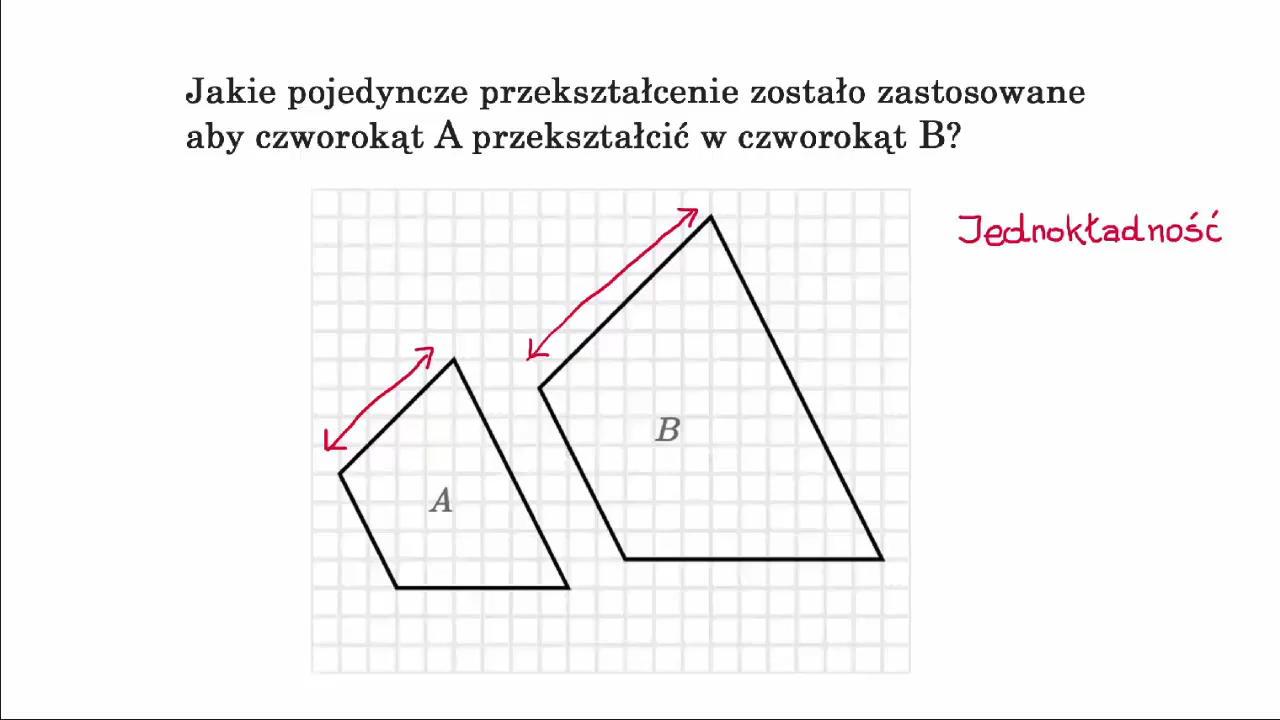 Jakie pojedyncze przekształcenie zostało zastosowane
aby czworokąt A przekształcić w czworokąt B?
Jednokładność
B
A